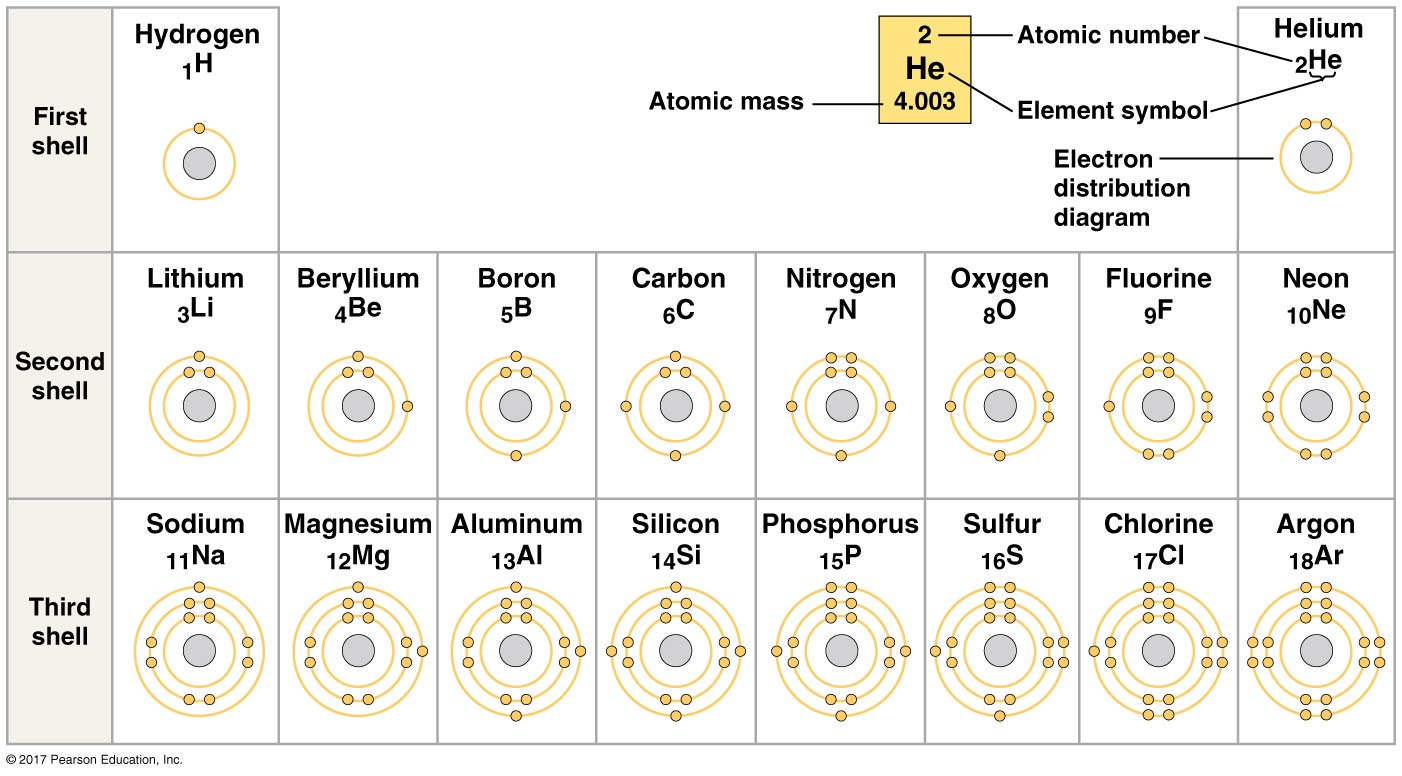 Hydrogen
1H
First
shell
2
He
4.003
Atomic mass
Atomic number
Element symbol
Electron
distribution
diagram
Helium
2He
Second
shell
Lithium
3Li
Beryllium
4Be
Boron
5B
Carbon
6C
Nitrogen
7N
Oxygen
8O
Fluorine
9F
Neon
10Ne
Third
shell
Sodium
11Na
Magnesium
12Mg
Aluminum
13Al
Silicon
14Si
Phosphorus
15P
Sulfur
16S
Chlorine
17Cl
Argon
18Ar
© 2017 Pearson Education, Inc.